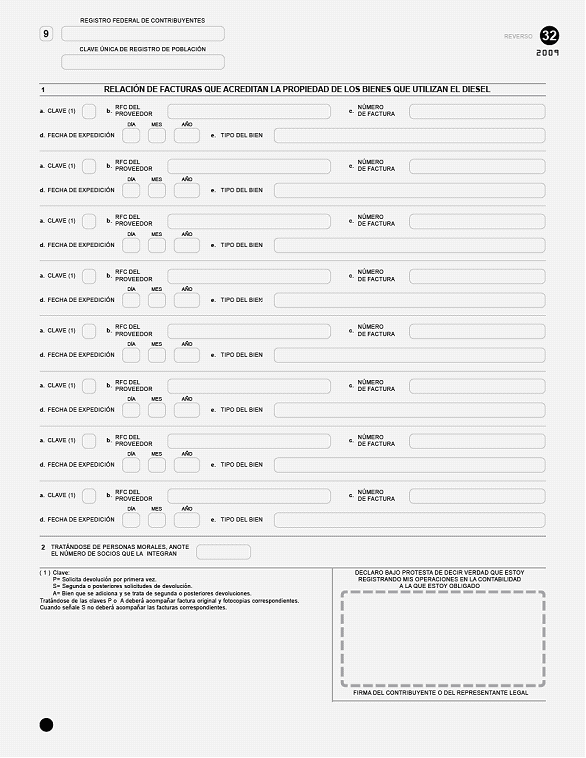 REGISTRO FEDERAL DE CONTRIBUYENTES
9
CLAVE ÚNICA DE REGISTRO DE POBLACIÓN
REVERSO 32
2009
1 RELACIÓN DE FACTURAS QUE ACREDITAN LA PROPIEDAD DE LOS BIENES QUE UTILIZAN EL DIESEL
a. CLAVE (1) b. RFC DEL PROVEEDOR c. NÚMERO DE FACTURA
DÍA MES AÑO
d. FECHA DE EXPEDICIÓN e. TIPO DEL BIEN
a. CLAVE (1) b. RFC DEL PROVEEDOR c. NÚMERO DE FACTURA
DÍA MES AÑO
d. FECHA DE EXPEDICIÓN e. TIPO DEL BIEN
a. CLAVE (1) b. RFC DEL PROVEEDOR c. NÚMERO DE FACTURA
DÍA MES AÑO
d. FECHA DE EXPEDICIÓN e. TIPO DEL BIEN
a. CLAVE (1) b. RFC DEL PROVEEDOR c. NÚMERO DE FACTURA
DÍA MES AÑO
d. FECHA DE EXPEDICIÓN e. TIPO DEL BIEN
a. CLAVE (1) b. RFC DEL PROVEEDOR c. NÚMERO DE FACTURA
DÍA MES AÑO
d. FECHA DE EXPEDICIÓN e. TIPO DEL BIEN
a. CLAVE (1) b. RFC DEL PROVEEDOR c. NÚMERO DE FACTURA
DÍA MES AÑO
d. FECHA DE EXPEDICIÓN e. TIPO DEL BIEN
a. CLAVE (1) b. RFC DEL PROVEEDOR c. NÚMERO DE FACTURA
DÍA MES AÑO
d. FECHA DE EXPEDICIÓN e. TIPO DEL BIEN
a. CLAVE (1) b. RFC DEL PROVEEDOR c. NÚMERO DE FACTURA
DÍA MES AÑO
d. FECHA DE EXPEDICIÓN e. TIPO DEL BIEN
2 TRATÁNDOSE DE PERSONAS MORALES, ANOTE
EL NÚMERO DE SOCIOS QUE LA INTEGRAN
( 1 ) Clave:
P= Solicita devolución por primera vez.
S= Segunda o posteriores solicitudes de devolución.
A= Bien que se adiciona y se trata de segunda o posteriores devoluciones.
Tratándose de las claves P o A deberá acompañar factura original y fotocopias correspondientes.
Cuando señale S no deberá acompañar las facturas correspondientes.
DECLARO BAJO PROTESTA DE DECIR VERDAD QUE ESTOY
REGISTRANDO MIS OPERACIONES EN LA CONTABILIDAD
A LA QUE ESTOY OBLIGADO
FIRMA DEL CONTRIBUYENTE O DEL REPRESENTANTE LEGAL